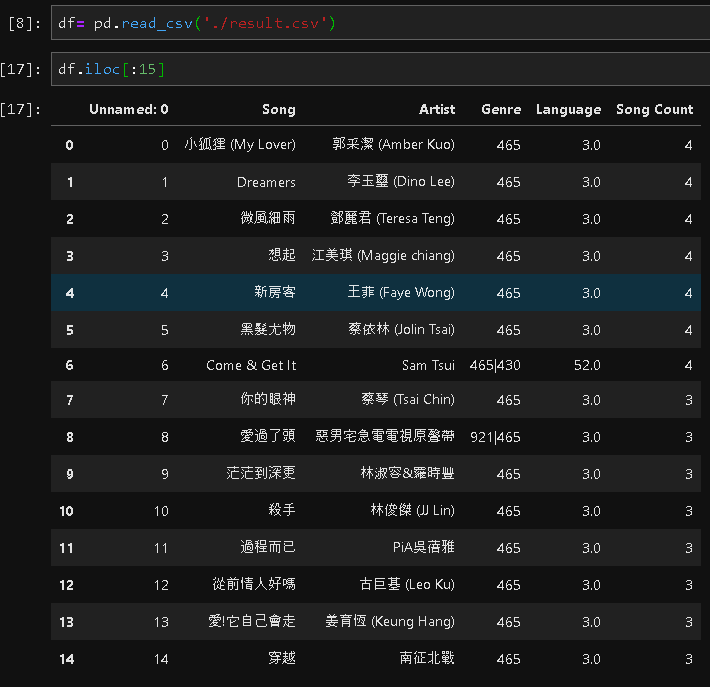 [8]: df= pd.read_csv('./result.csv')
[17]: df.iloc[:15]
[17]: Unnamed: 0 Song Artist Genre Language Song Count
0 0 小狐狸 (My Lover) 郭采潔 (Amber Kuo) 465 3.0 4
1 1 Dreamers 李玉璽 (Dino Lee) 465 3.0 4
2 2 微風細雨 鄧麗君 (Teresa Teng) 465 3.0 4
3 3 想起 江美琪 (Maggie chiang) 465 3.0 4
4 4 新房客 王菲 (Faye Wong) 465 3.0 4
5 5 黑髮尤物 蔡依林 (Jolin Tsai) 465 3.0 4
6 6 Come & Get It Sam Tsui 465|430 52.0 4
7 7 你的眼神 蔡琴 (Tsai Chin) 465 3.0 3
8 8 愛過了頭 惡男宅急電電視原聲帶 921|465 3.0 3
9 9 茫茫到深更 林淑容&羅時豐 465 3.0 3
10 10 殺手 林俊傑 (JJ Lin) 465 3.0 3
11 11 過程而已 PiA吳蓓雅 465 3.0 3
12 12 從前情人好嗎 古巨基 (Leo Ku) 465 3.0 3
13 13 愛!它自己會走 姜育恆 (Keung Hang) 465 3.0 3
14 14 穿越 南征北戰 465 3.0 3